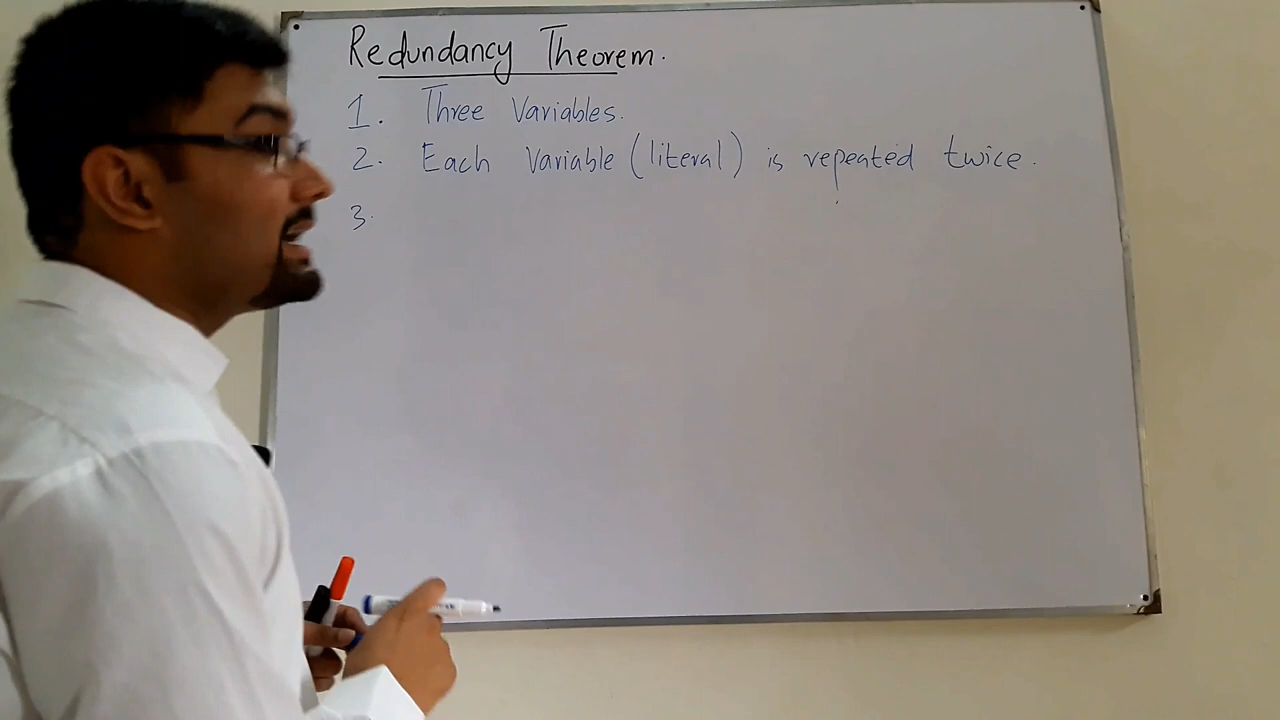 Redundancy Theorem.
1. Three Variables.
2. Each Variable (literal) is repeated twice.
3.